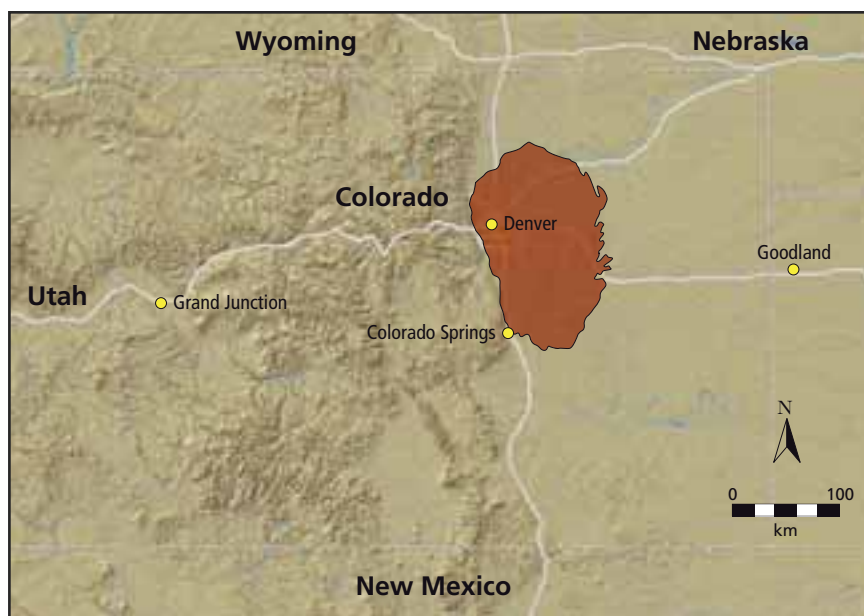 Wyoming
Nebraska
Colorado
Denver
Goodland
Utah
Grand Junction
Colorado Springs
N
0 100
km
New Mexico